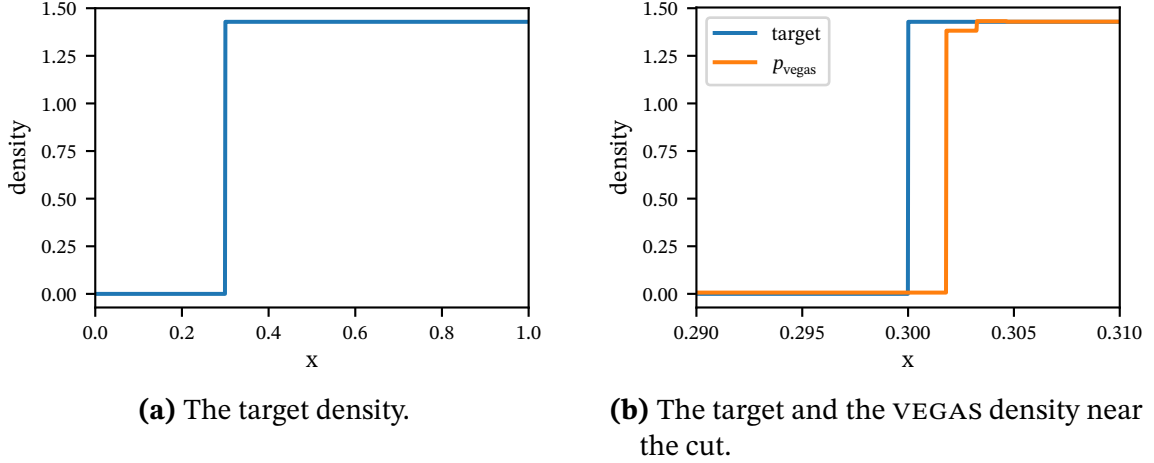 1.50
1.25
1.00
0.75
0.50
0.25
0.00
density
0.0 0.2 0.4 0.6 0.8 1.0
x
(a) The target density.
1.50
1.25
1.00
0.75
0.50
0.25
0.00
density
target
p_vegas
0.290 0.295 0.300 0.305 0.310
x
(b) The target and the VEGAS density near
the cut.